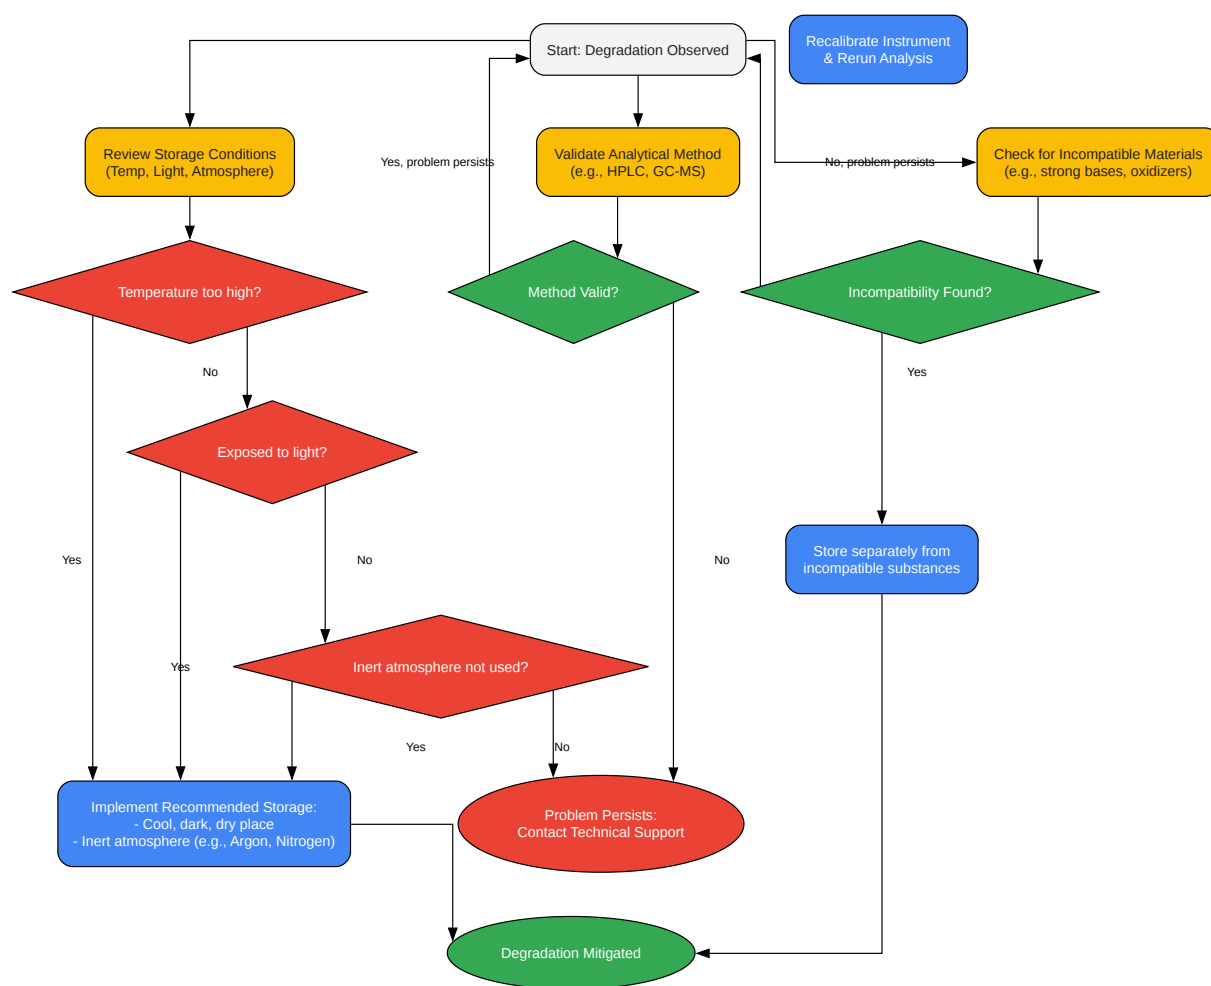 Start: Degradation Observed
Recalibrate Instrument
& Rerun Analysis
Review Storage Conditions
(Temp, Light, Atmosphere)
Yes, problem persists
Validate Analytical Method
(e.g., HPLC, GC-MS)
No, problem persists
Check for Incompatible Materials
(e.g., strong bases, oxidizers)
Temperature too high?
Method Valid?
Incompatibility Found?
No
Yes
Exposed to light?
Yes
No
No
Store separately from
incompatible substances
Yes
Inert atmosphere not used?
Yes
No
Implement Recommended Storage:
- Cool, dark, dry place
- Inert atmosphere (e.g., Argon, Nitrogen)
Problem Persists:
Contact Technical Support
Degradation Mitigated